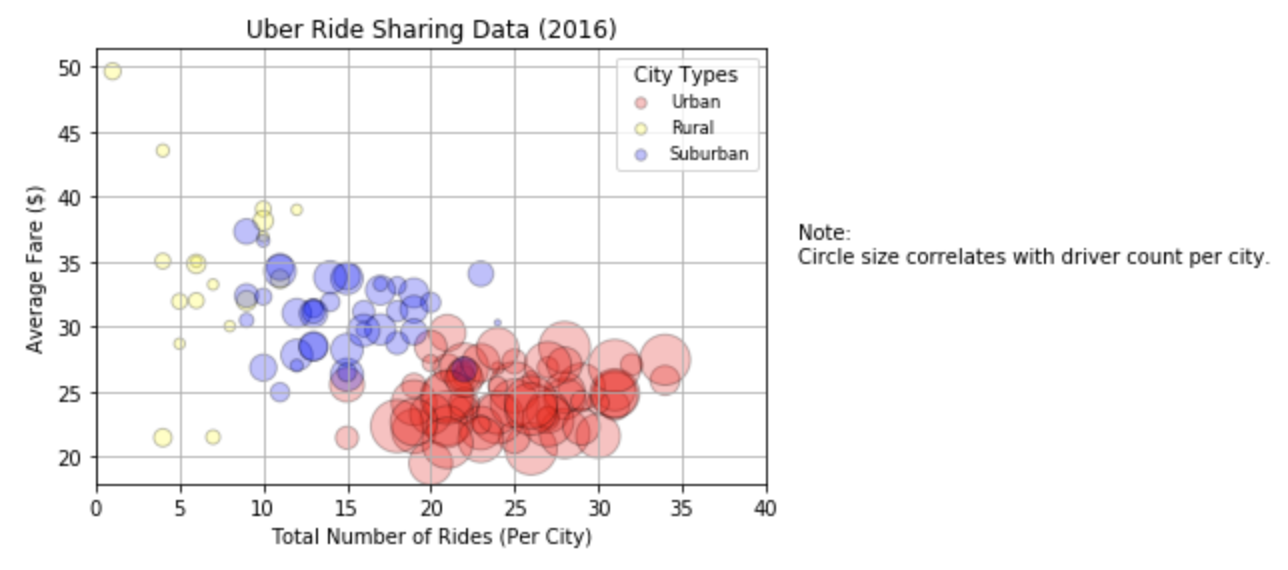 Uber Ride Sharing Data (2016)
50
45
40
35
30
25
20
Average Fare ($)
City Types
Urban
Rural
Suburban
0 5 10 15 20 25 30 35 40
Total Number of Rides (Per City)
Note:
Circle size correlates with driver count per city.